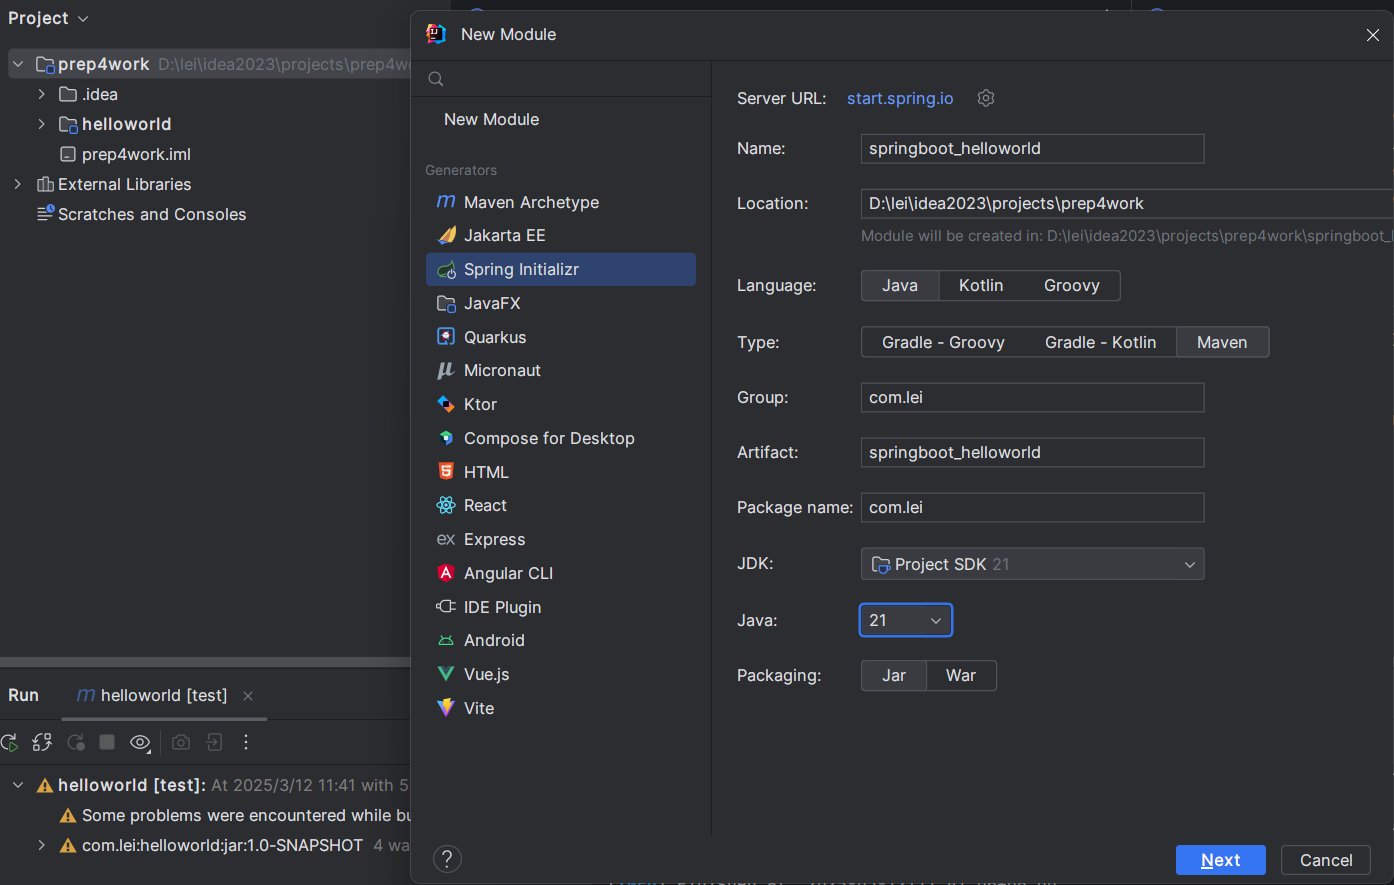 Project
prep4work D:\lei\idea2023\projects\prep4wo
.idea
helloworld
prep4work.iml
External Libraries
Scratches and Consoles
Run
helloworld [test]
helloworld [test]: At 2025/3/12 11:41 with 5
Some problems were encountered while bu
com.lei:helloworld:jar:1.0-SNAPSHOT 4 wa
New Module
New Module
Generators
Maven Archetype
Jakarta EE
Spring Initializr
JavaFX
Quarkus
Micronaut
Ktor
Compose for Desktop
HTML
React
Express
Angular CLI
IDE Plugin
Android
Vue.js
Vite
Server URL: start.spring.io
Name: springboot_helloworld
Location: D:\lei\idea2023\projects\prep4work
Module will be created in: D:\lei\idea2023\projects\prep4work\springboot_
Language: Java Kotlin Groovy
Type: Gradle - Groovy Gradle - Kotlin Maven
Group: com.lei
Artifact: springboot_helloworld
Package name: com.lei
JDK: Project SDK 21
Java: 21
Packaging: Jar War
? Next Cancel